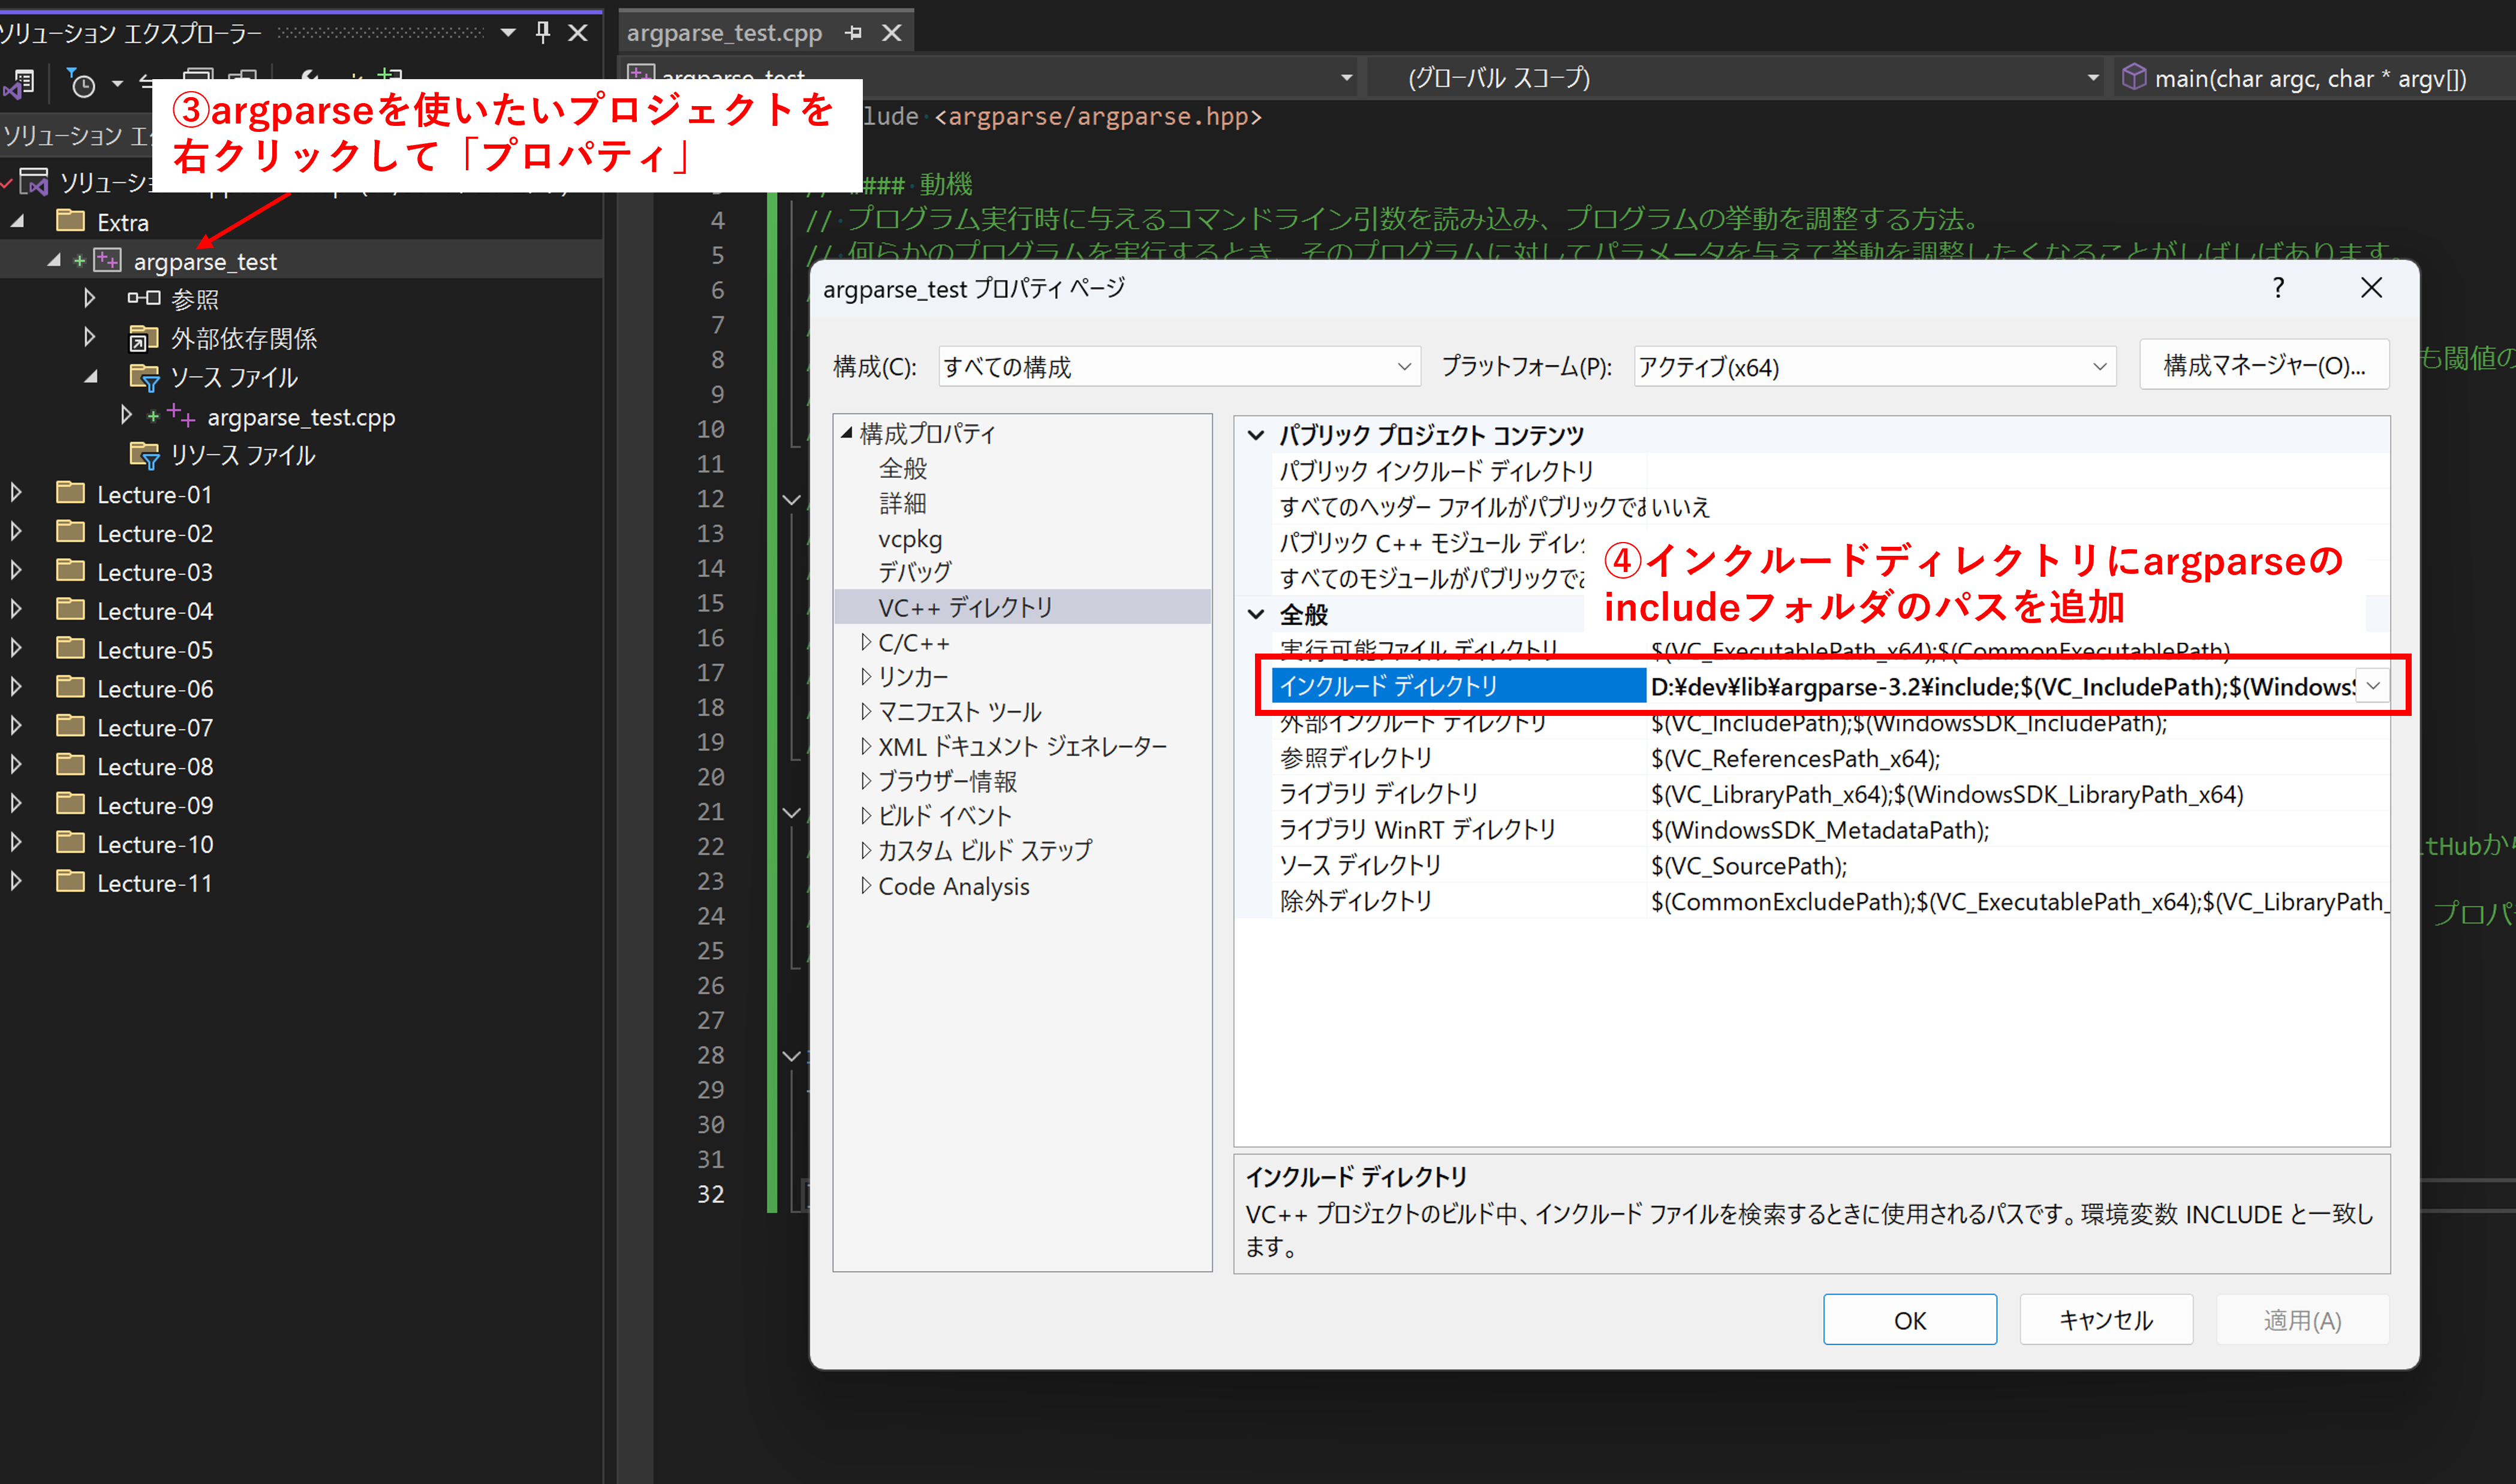 ソリューション エクスプローラー
argparse_test.cpp
argparse_test
(グローバル スコープ)
main(char argc, char * argv[])
③argparseを使いたいプロジェクトを
右クリックして「プロパティ」
ソリューション
ソリューション
Extra
argparse_test
参照
外部依存関係
ソース ファイル
argparse_test.cpp
リソース ファイル
Lecture-01
Lecture-02
Lecture-03
Lecture-04
Lecture-05
Lecture-06
Lecture-07
Lecture-08
Lecture-09
Lecture-10
Lecture-11
lude <argparse/argparse.hpp>
### 動機
4 // プログラム実行時に与えるコマンドライン引数を読み込み、プログラムの挙動を調整する方法。
5 // 何らかのプログラムを実行するとき、そのプログラムに対してパラメータを与えて挙動を調整したくなることがしばしばあります。
6
7
8 も閾値の
9
10
11
12
13
14
15
16
17
18
19
20
21
22 itHubから
23
24 プロパ
25
26
27
28
29
30
31
32
argparse_test プロパティ ページ
?
構成(C):
すべての構成
プラットフォーム(P):
アクティブ(x64)
構成マネージャー(O)...
構成プロパティ
全般
詳細
vcpkg
デバッグ
VC++ ディレクトリ
C/C++
リンカー
マニフェスト ツール
XML ドキュメント ジェネレーター
ブラウザー情報
ビルド イベント
カスタム ビルド ステップ
Code Analysis
パブリック プロジェクト コンテンツ
パブリック インクルード ディレクトリ
すべてのヘッダー ファイルがパブリックで いいえ
パブリック C++ モジュール ディレ
すべてのモジュールがパブリックで
④インクルードディレクトリにargparseの
includeフォルダのパスを追加
全般
実行可能ファイル ディレクトリ $(VC_ExecutablePath_x64);$(CommonExecutablePath)
インクルード ディレクトリ D:¥dev¥lib¥argparse-3.2¥include;$(VC_IncludePath);$(Windows
外部インクルード ディレクトリ $(VC_IncludePath);$(WindowsSDK_IncludePath);
参照ディレクトリ $(VC_ReferencesPath_x64);
ライブラリ ディレクトリ $(VC_LibraryPath_x64);$(WindowsSDK_LibraryPath_x64)
ライブラリ WinRT ディレクトリ $(WindowsSDK_MetadataPath);
ソース ディレクトリ $(VC_SourcePath);
除外ディレクトリ $(CommonExcludePath);$(VC_ExecutablePath_x64);$(VC_LibraryPath_
インクルード ディレクトリ
VC++ プロジェクトのビルド中、インクルード ファイルを検索するときに使用されるパスです。環境変数 INCLUDE と一致し
ます。
OK
キャンセル
適用(A)